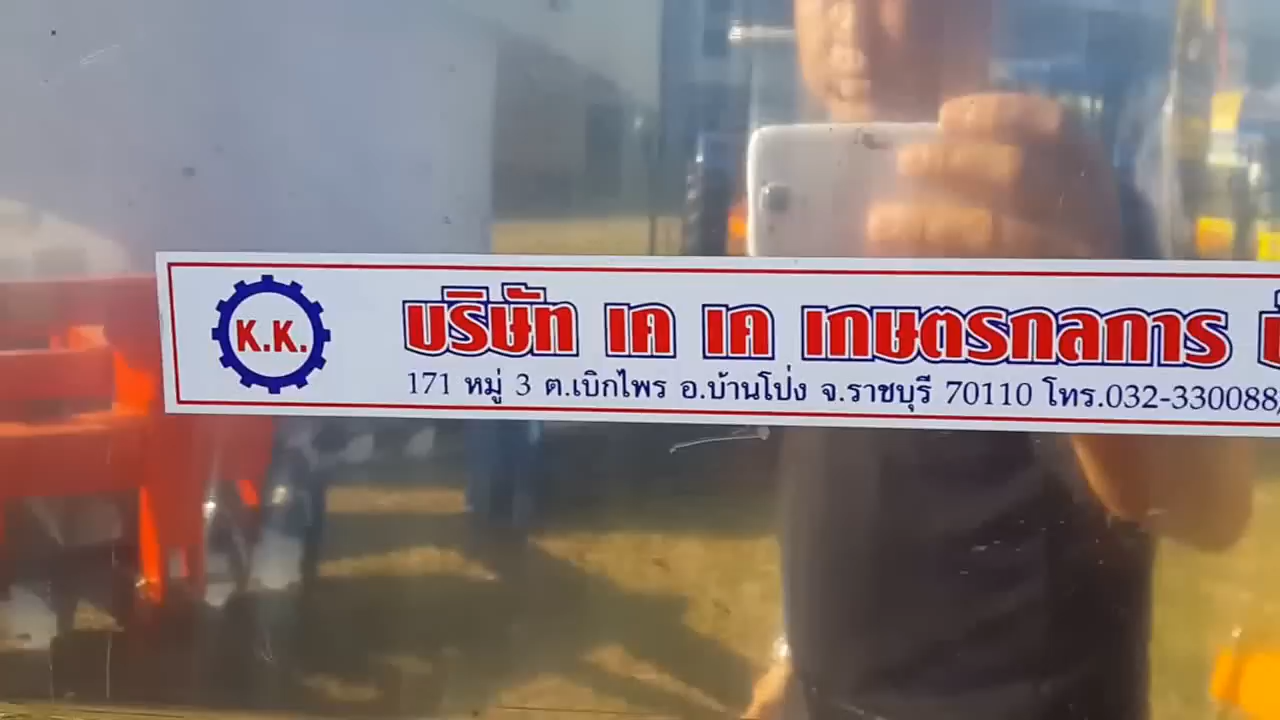 K.K.
บริษัท เค เค เกษตรกลการ
171 หมู่ 3 ต.เบิกไพร อ.บ้านโป่ง จ.ราชบุรี 70110 โทร.032-330088,